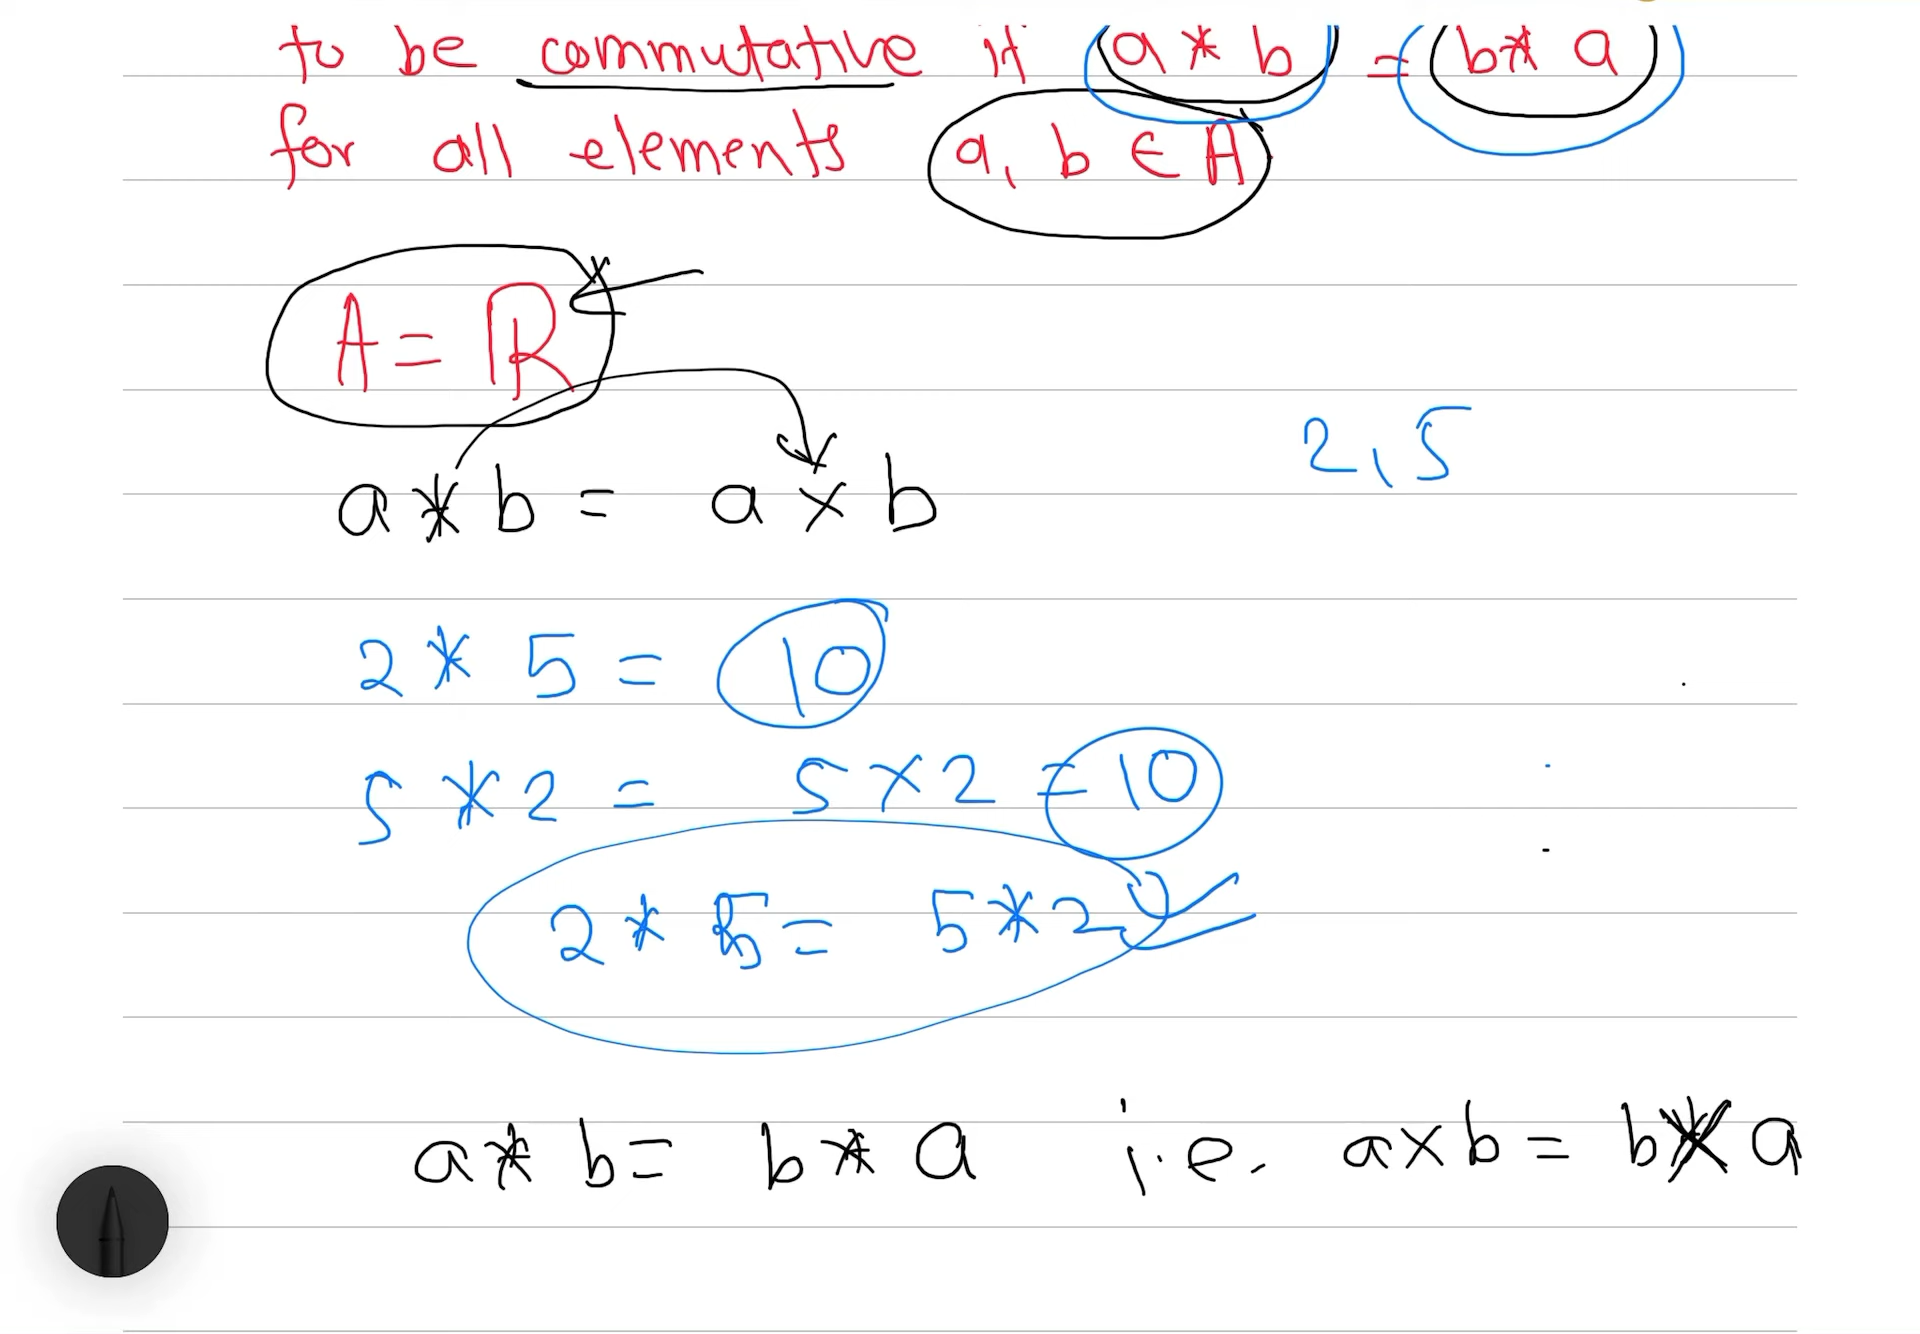 to be commutative if (a * b) = (b * a)
for all elements a, b ∈ A
A = ℝ
2, 5
a * b = a × b
2 * 5 = 10
5 * 2 = 5 × 2 = 10
2 * 5 = 5 * 2
a * b = b * a i.e. a × b = b × a